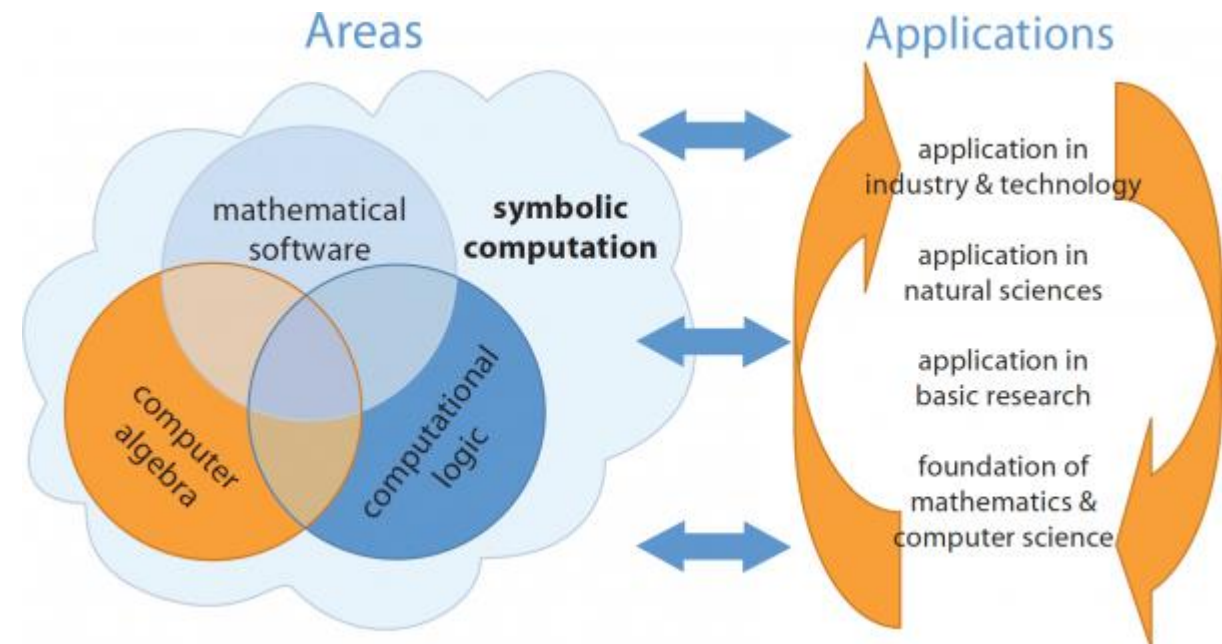 Areas
Applications
mathematical
software
symbolic
computation
computer
algebra
computational
logic
application in
industry & technology
application in
natural sciences
application in
basic research
foundation of
mathematics &
computer science